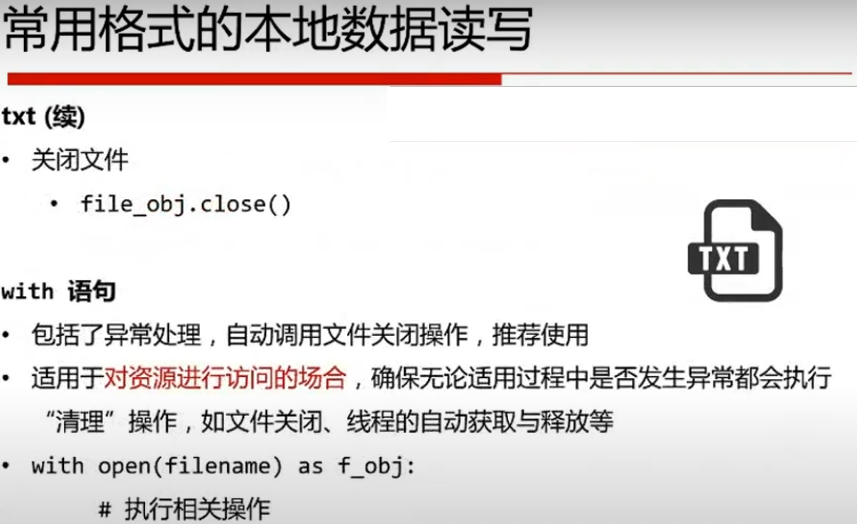 常用格式的本地数据读写
txt (续)
• 关闭文件
• file_obj.close()
TXT
with 语句
• 包括了异常处理，自动调用文件关闭操作，推荐使用
• 适用于对资源进行访问的场合，确保无论适用过程中是否发生异常都会执行
“清理”操作，如文件关闭、线程的自动获取与释放等
• with open(filename) as f_obj:
# 执行相关操作